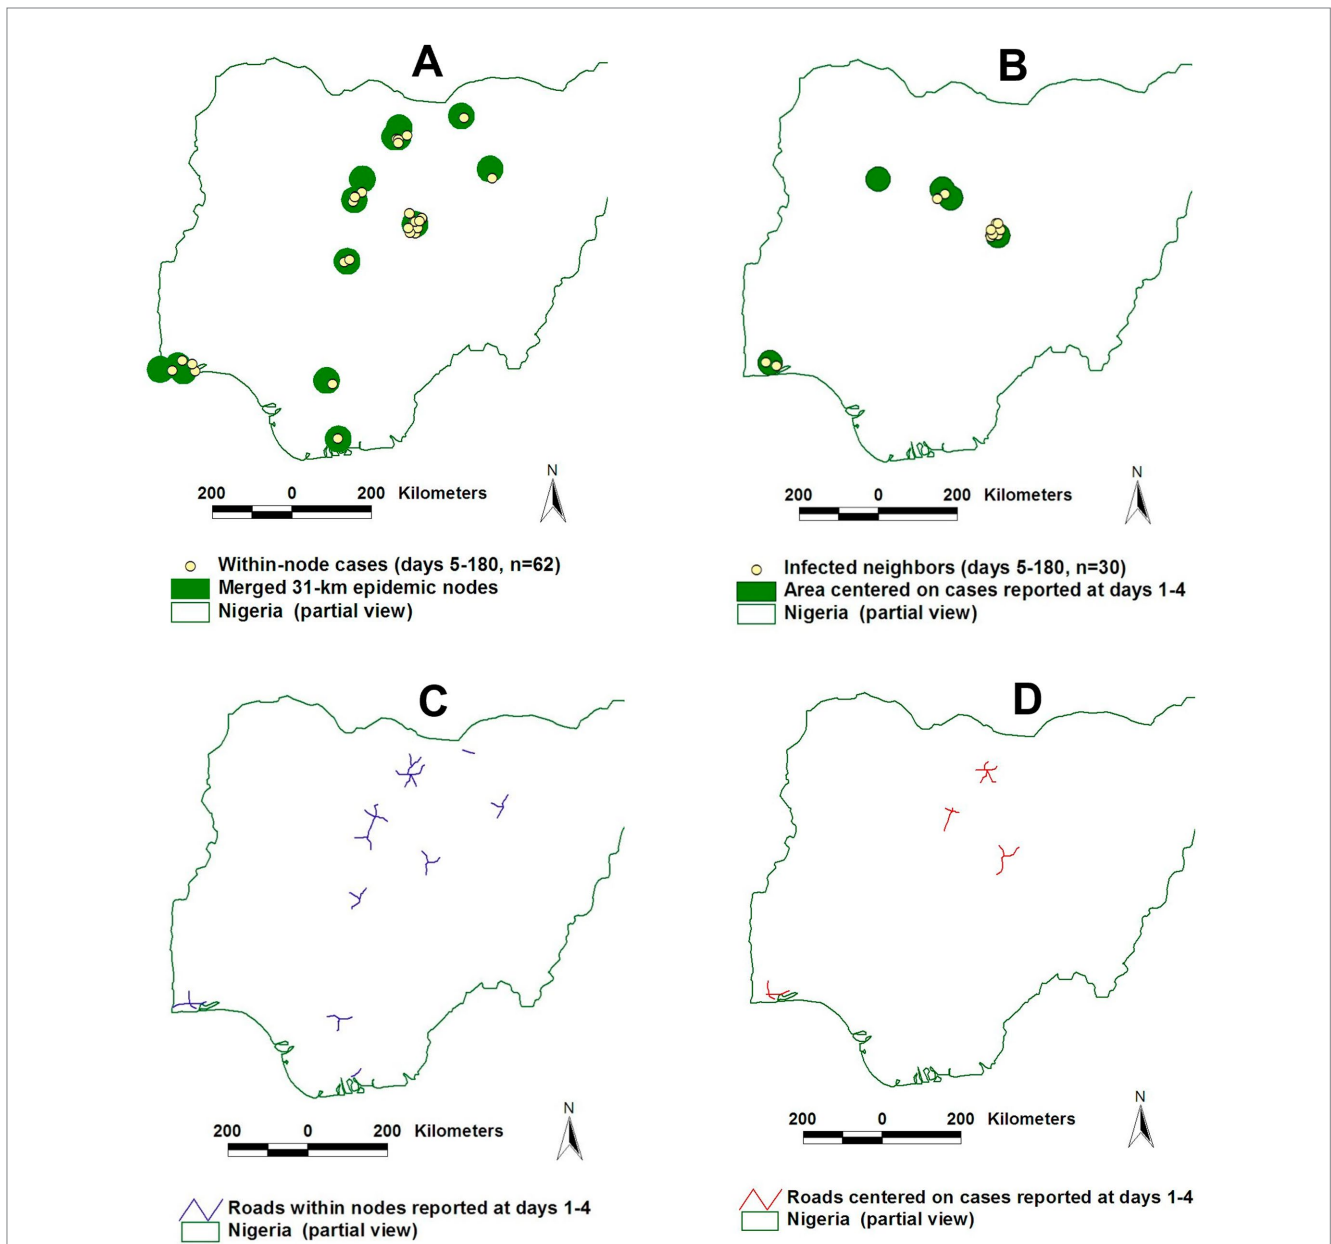 A
N
200 0 200 Kilometers
Within-node cases (days 5-180, n=62)
Merged 31-km epidemic nodes
Nigeria (partial view)
B
N
200 0 200 Kilometers
Infected neighbors (days 5-180, n=30)
Area centered on cases reported at days 1-4
Nigeria (partial view)
C
N
200 0 200 Kilometers
Roads within nodes reported at days 1-4
Nigeria (partial view)
D
N
200 0 200 Kilometers
Roads centered on cases reported at days 1-4
Nigeria (partial view)